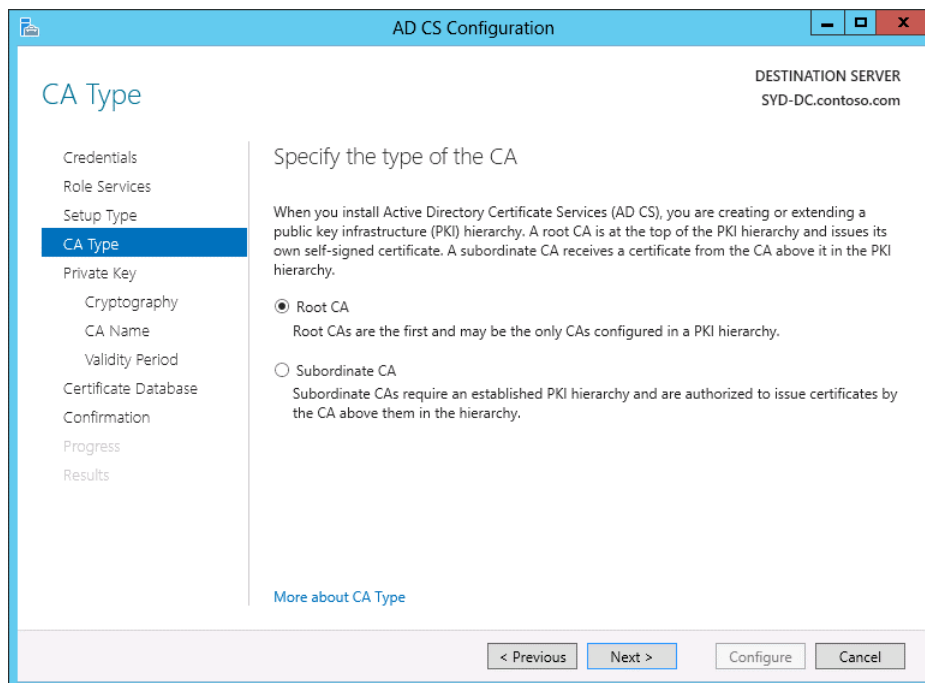 AD CS Configuration
CA Type
DESTINATION SERVER
SYD-DC.contoso.com
Credentials
Role Services
Setup Type
CA Type
Private Key
Cryptography
CA Name
Validity Period
Certificate Database
Confirmation
Progress
Results
Specify the type of the CA
When you install Active Directory Certificate Services (AD CS), you are creating or extending a
public key infrastructure (PKI) hierarchy. A root CA is at the top of the PKI hierarchy and issues its
own self-signed certificate. A subordinate CA receives a certificate from the CA above it in the PKI
hierarchy.
Root CA
Root CAs are the first and may be the only CAs configured in a PKI hierarchy.
Subordinate CA
Subordinate CAs require an established PKI hierarchy and are authorized to issue certificates by
the CA above them in the hierarchy.
More about CA Type
< Previous
Next >
Configure
Cancel